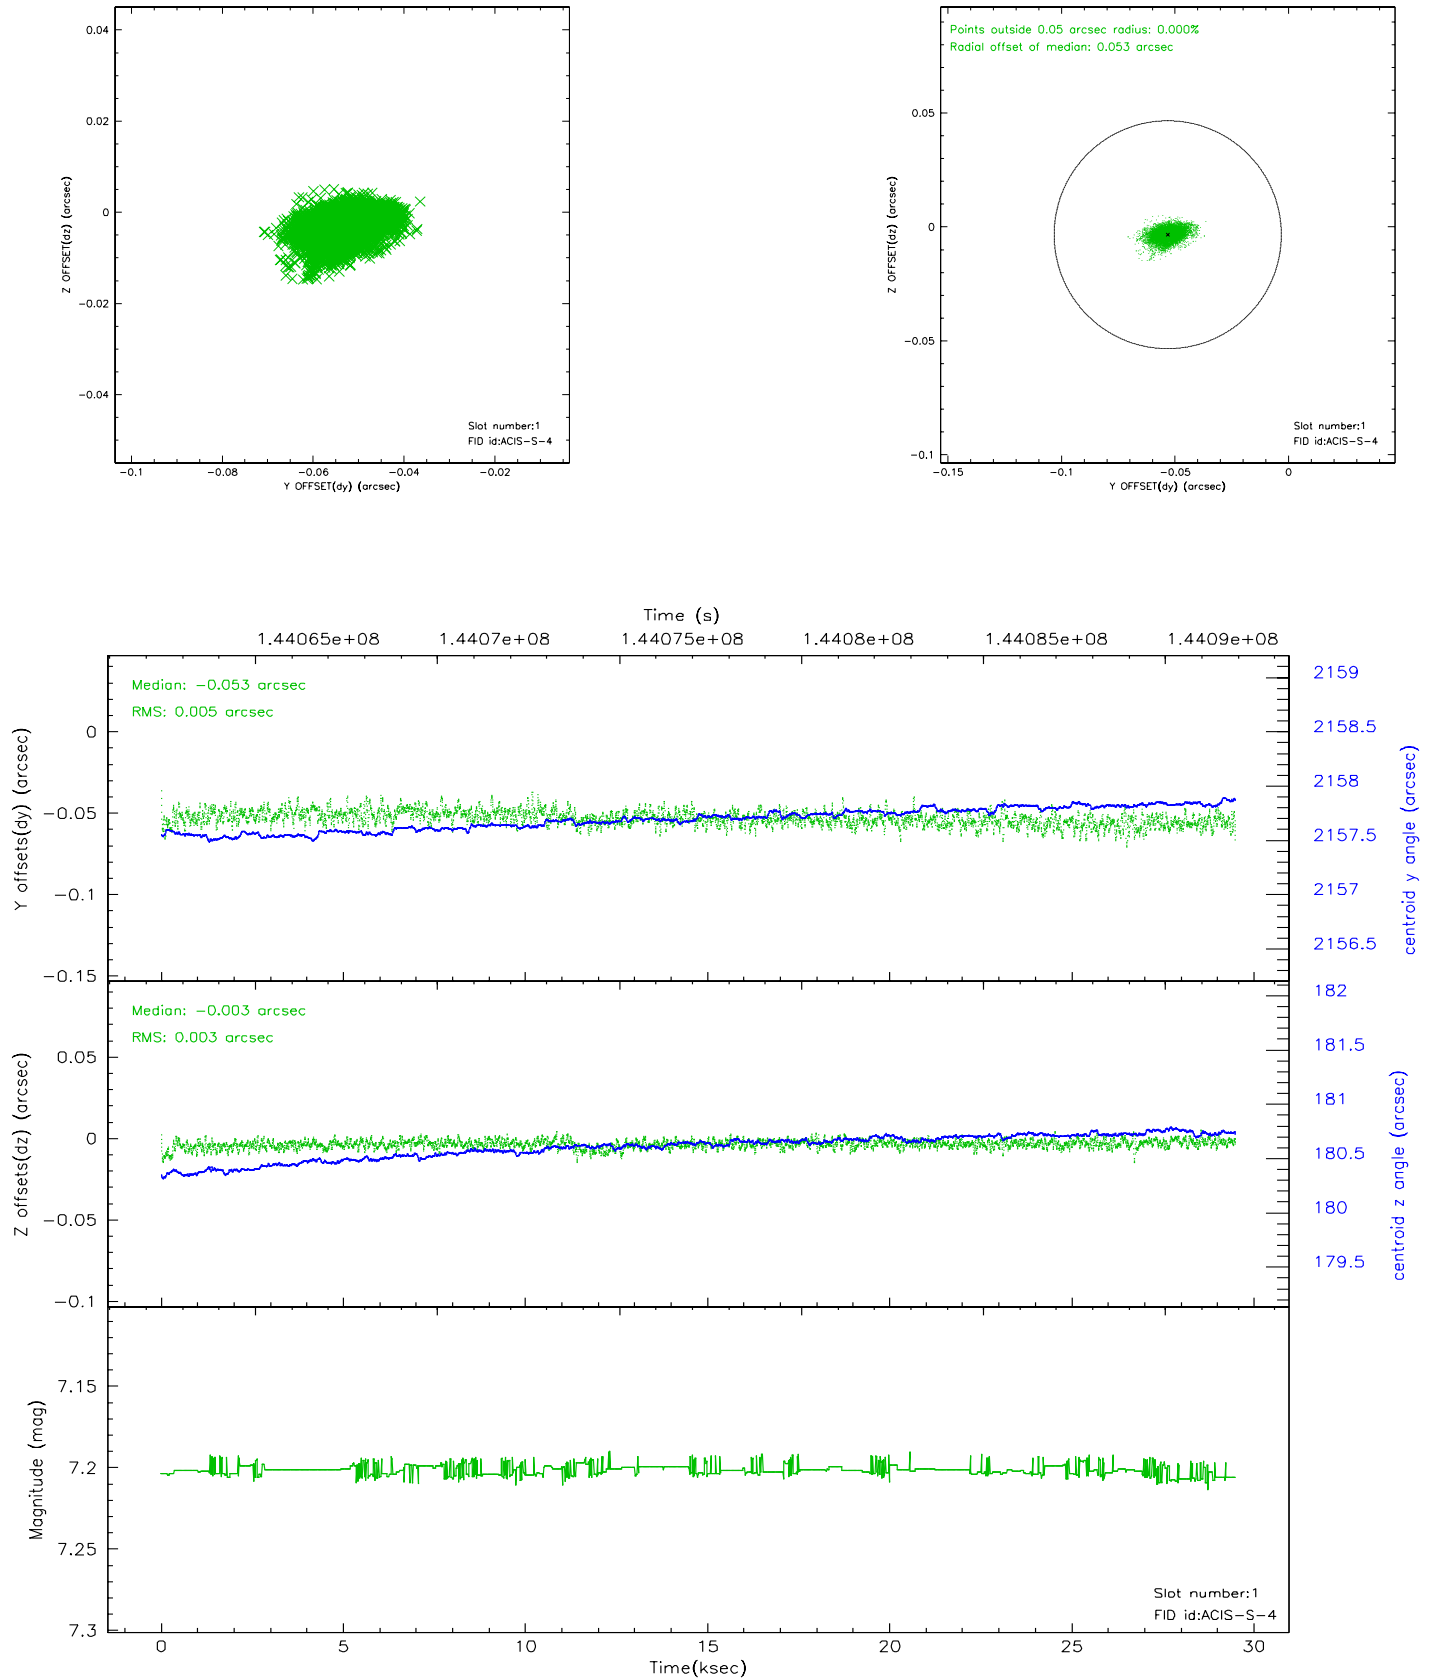 0.04
0.02
0
−0.02
−0.04
Z OFFSET(dz) (arcsec)
Slot number:1
FID id:ACIS−S−4
−0.1
−0.08
−0.06
−0.04
−0.02
Y OFFSET(dy) (arcsec)
Points outside 0.05 arcsec radius: 0.000%
Radial offset of median: 0.053 arcsec
0.05
0
−0.05
−0.1
Z OFFSET(dz) (arcsec)
Slot number:1
FID id:ACIS−S−4
−0.15
−0.1
−0.05
0
Y OFFSET(dy) (arcsec)
Time (s)
1.44065e+08
1.4407e+08
1.44075e+08
1.4408e+08
1.44085e+08
1.4409e+08
Median: −0.053 arcsec
RMS: 0.005 arcsec
0
−0.05
−0.1
−0.15
Y offsets(dy) (arcsec)
2159
2158.5
2158
2157.5
2157
2156.5
centroid y angle (arcsec)
Median: −0.003 arcsec
RMS: 0.003 arcsec
0.05
0
−0.05
−0.1
Z offsets(dz) (arcsec)
182
181.5
181
180.5
180
179.5
centroid z angle (arcsec)
7.15
7.2
7.25
7.3
Magnitude (mag)
Slot number:1
FID id:ACIS−S−4
0
5
10
15
20
25
30
Time(ksec)